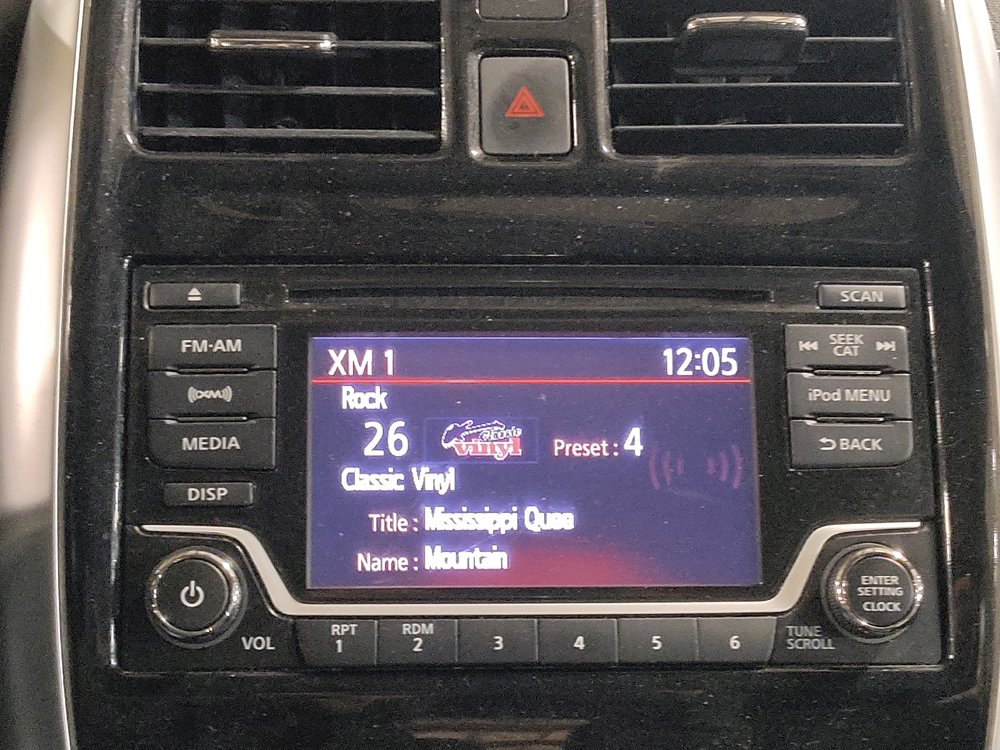 SCAN
FM·AM
SEEK
CAT
XM 1 12:05
((XM))
Rock
iPod MENU
26 Classic Vinyl Preset : 4
MEDIA
BACK
Classic Vinyl
DISP
Title : Mississippi Quee
Name : Mountain
ENTER
SETTING
CLOCK
VOL
RPT
1
RDM
2
3
4
5
6
TUNE
SCROLL